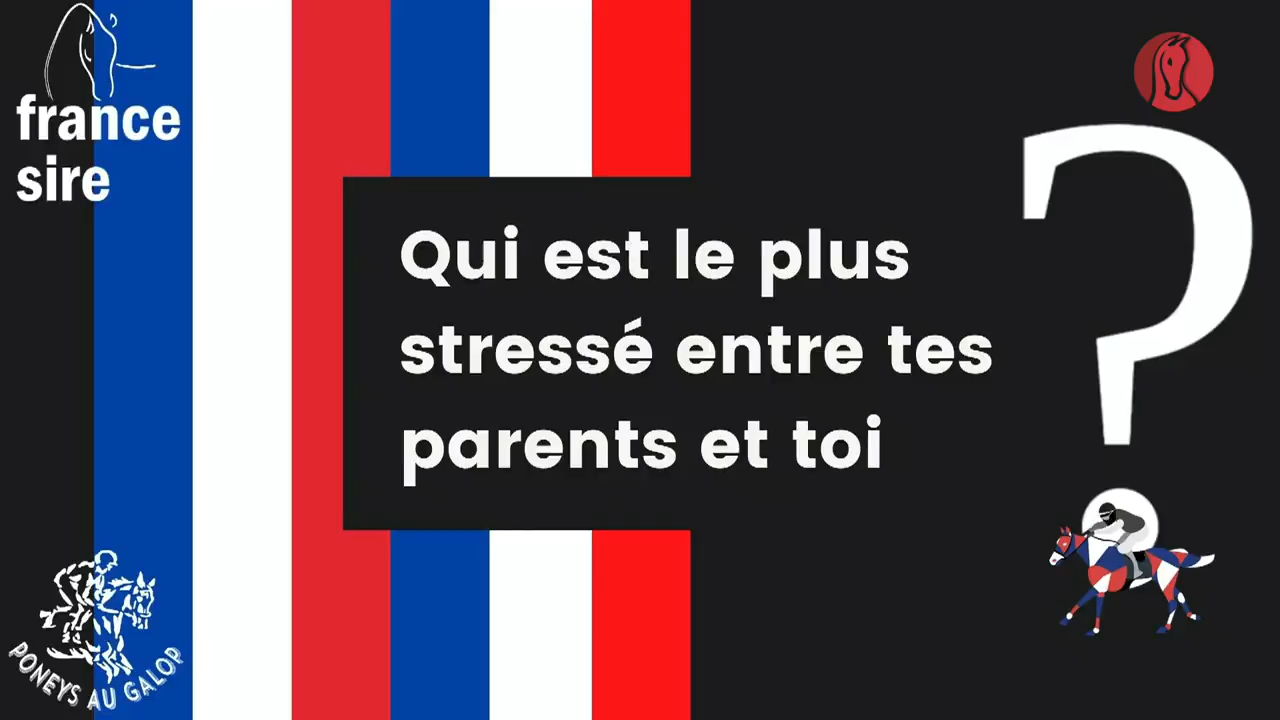 france
sire
Qui est le plus
stressé entre tes
parents et toi
?
PONEYS AU GALOP